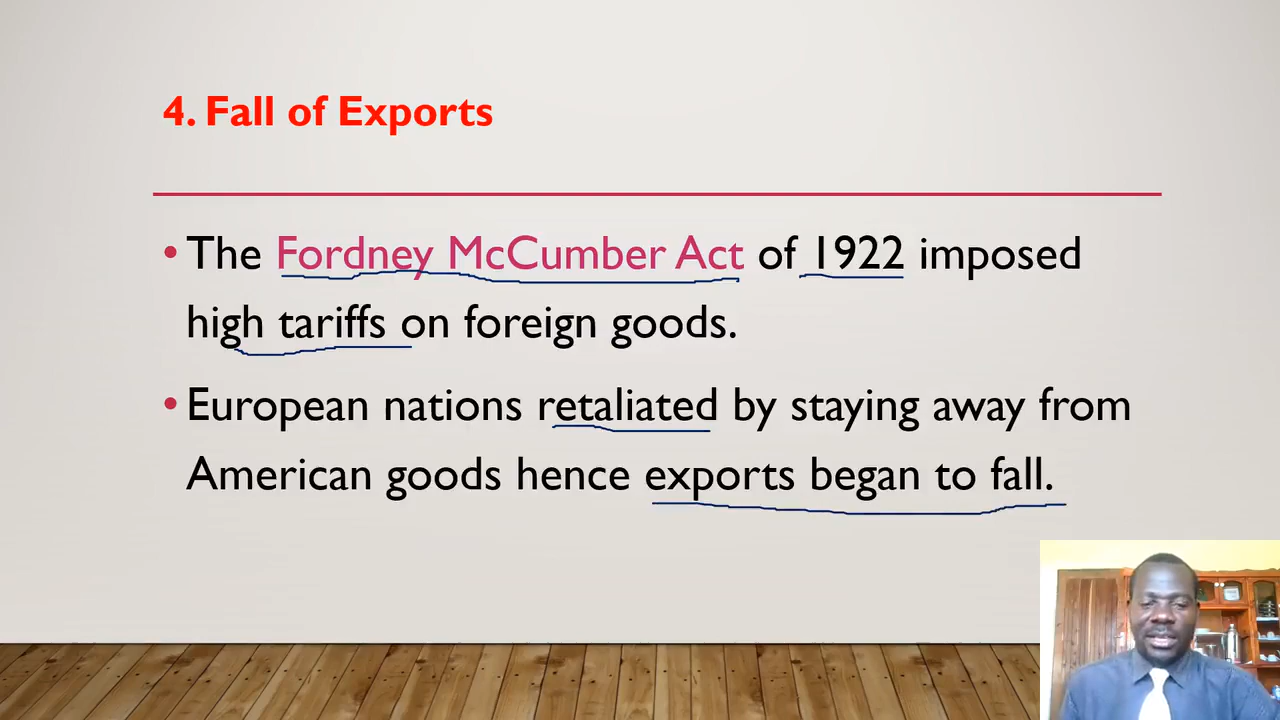 4. Fall of Exports
• The Fordney McCumber Act of 1922 imposed
high tariffs on foreign goods.
• European nations retaliated by staying away from
American goods hence exports began to fall.